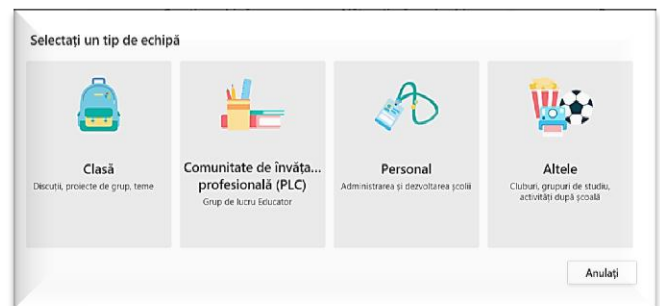 Selectați un tip de echipă
Clasă
Discuții, proiecte de grup, teme
Comunitate de învăța...
profesională (PLC)
Grup de lucru Educator
Personal
Administrarea și dezvoltarea școlii
Altele
Cluburi, grupuri de studiu,
activități după școală
Anulați